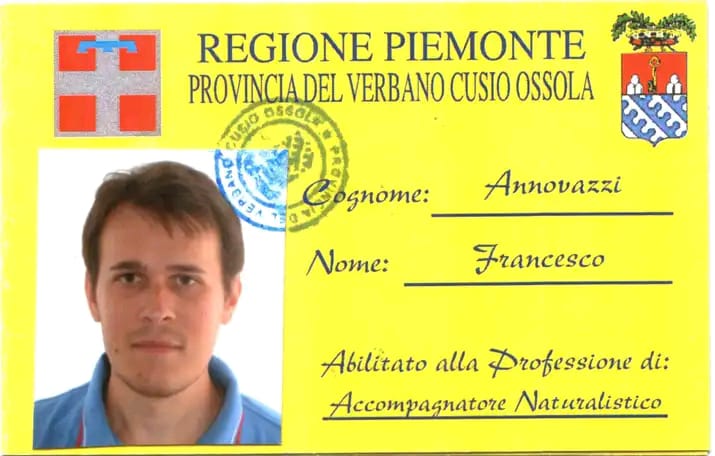 REGIONE PIEMONTE
PROVINCIA DEL VERBANO CUSIO OSSOLA
PROVINCIA DEL VERBANO CUSIO OSSOLA
Cognome: Annovazzi
Nome: Francesco
Abilitato alla Professione di:
Accompagnatore Naturalistico